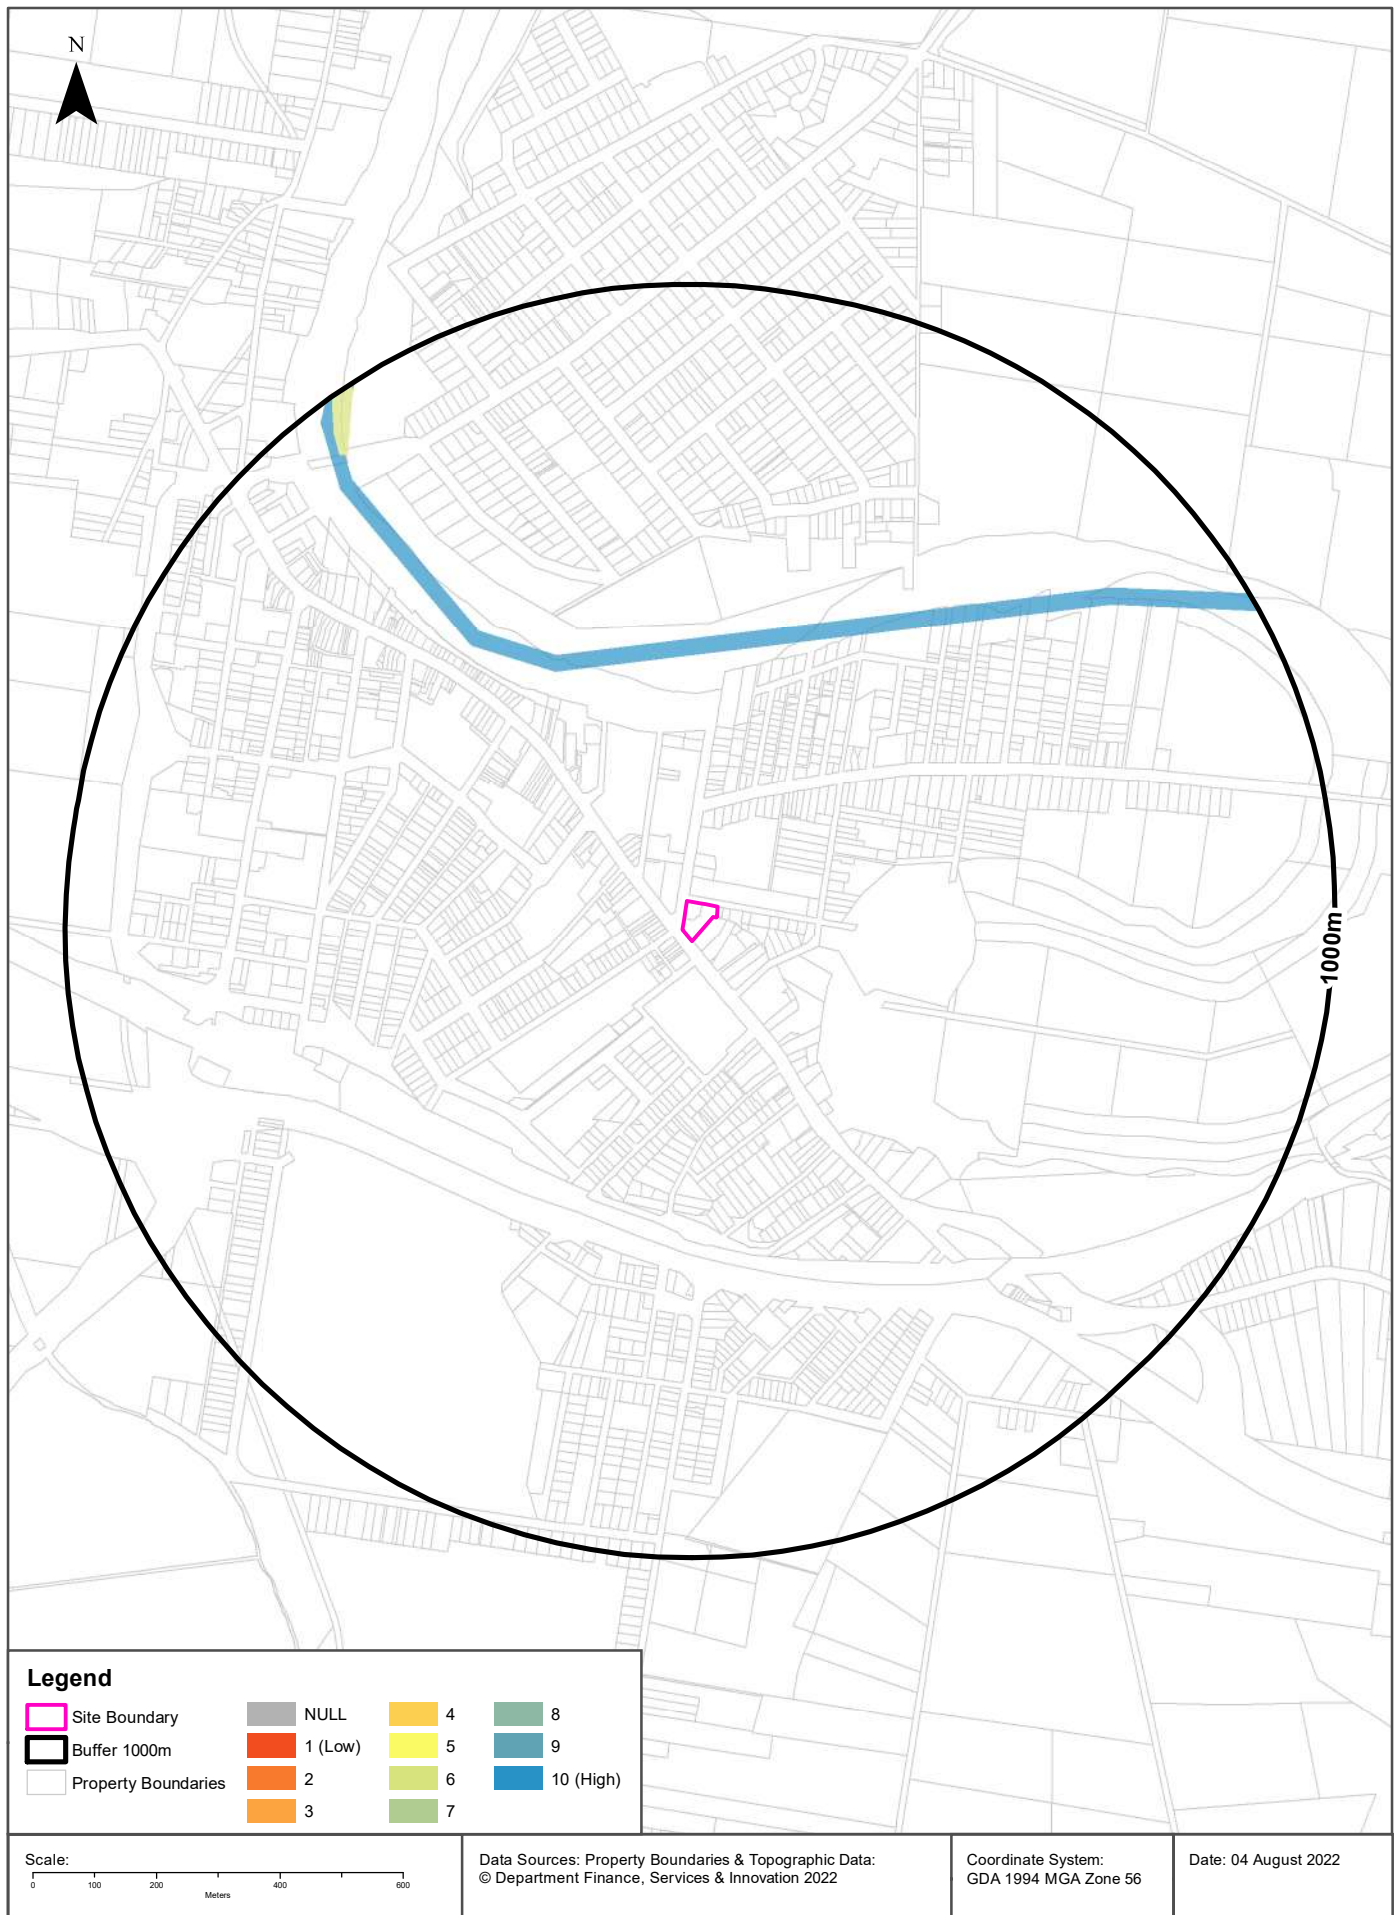 N
1000m
Legend
Site Boundary
Buffer 1000m
Property Boundaries
NULL
1 (Low)
2
3
4
5
6
7
8
9
10 (High)
Scale:
0 100 200 400 600
Meters
Data Sources: Property Boundaries & Topographic Data:
© Department Finance, Services & Innovation 2022
Coordinate System:
GDA 1994 MGA Zone 56
Date: 04 August 2022